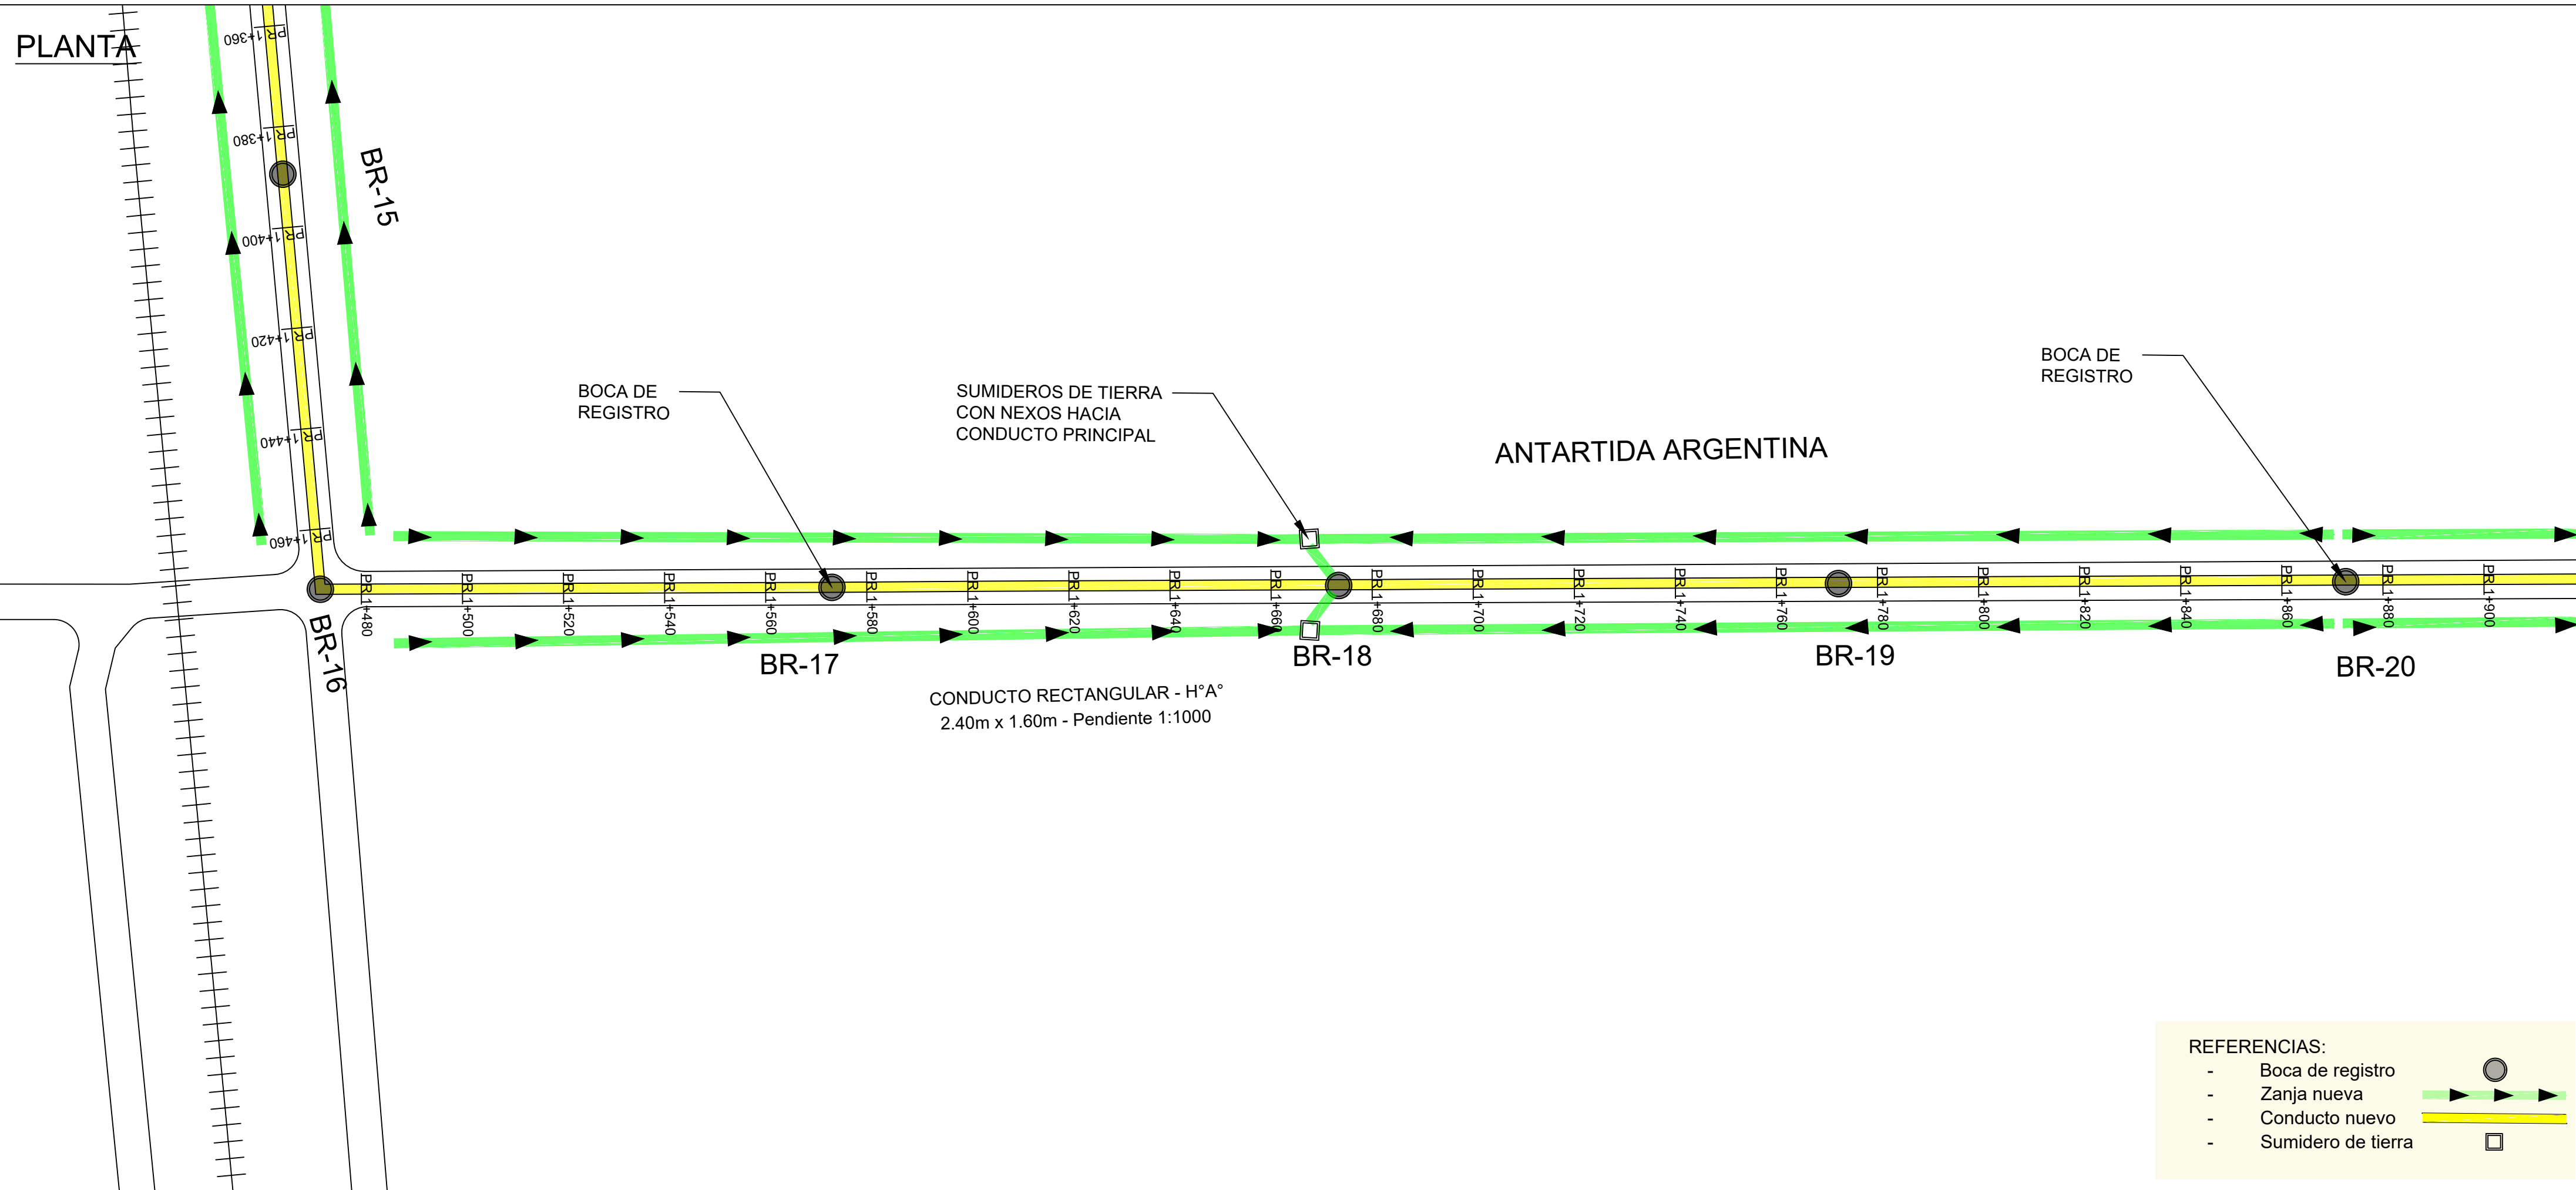 PLANTA
PR 1+360
PR 1+380
BR-15
PR 1+400
PR 1+420
PR 1+440
PR 1+460
BOCA DE
REGISTRO
SUMIDEROS DE TIERRA
CON NEXOS HACIA
CONDUCTO PRINCIPAL
ANTARTIDA ARGENTINA
BOCA DE
REGISTRO
PR 1+480
PR 1+500
PR 1+520
PR 1+540
PR 1+560
PR 1+580
PR 1+600
PR 1+620
PR 1+640
PR 1+660
PR 1+680
PR 1+700
PR 1+720
PR 1+740
PR 1+760
PR 1+780
PR 1+800
PR 1+820
PR 1+840
PR 1+860
PR 1+880
PR 1+900
BR-16
BR-17
BR-18
BR-19
BR-20
CONDUCTO RECTANGULAR - H°A°
2.40m x 1.60m - Pendiente 1:1000
REFERENCIAS:
- Boca de registro
- Zanja nueva
- Conducto nuevo
- Sumidero de tierra